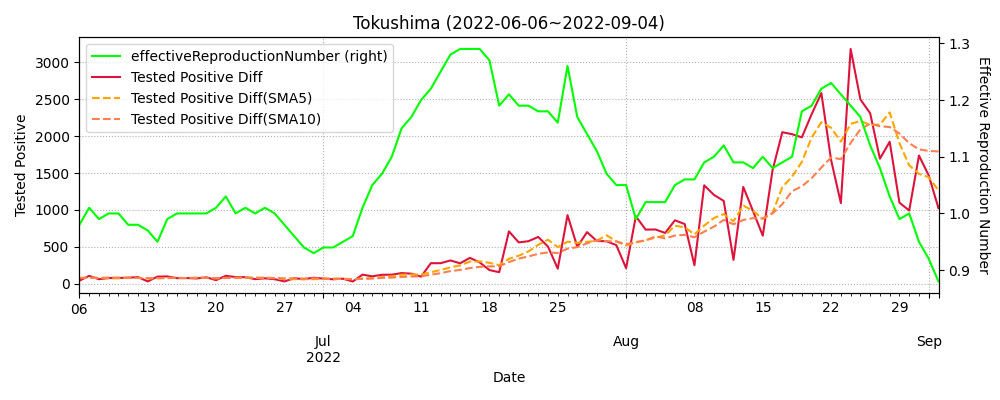 Tokushima (2022-06-06~2022-09-04)
effectiveReproductionNumber (right)
Tested Positive Diff
Tested Positive Diff(SMA5)
Tested Positive Diff(SMA10)
Tested Positive
3000
2500
2000
1500
1000
500
0
1.3
1.2
1.1
1.0
0.9
Effective Reproduction Number
06 13 20 27 04 11 18 25 08 15 22 29
Jul Aug Sep
2022
Date